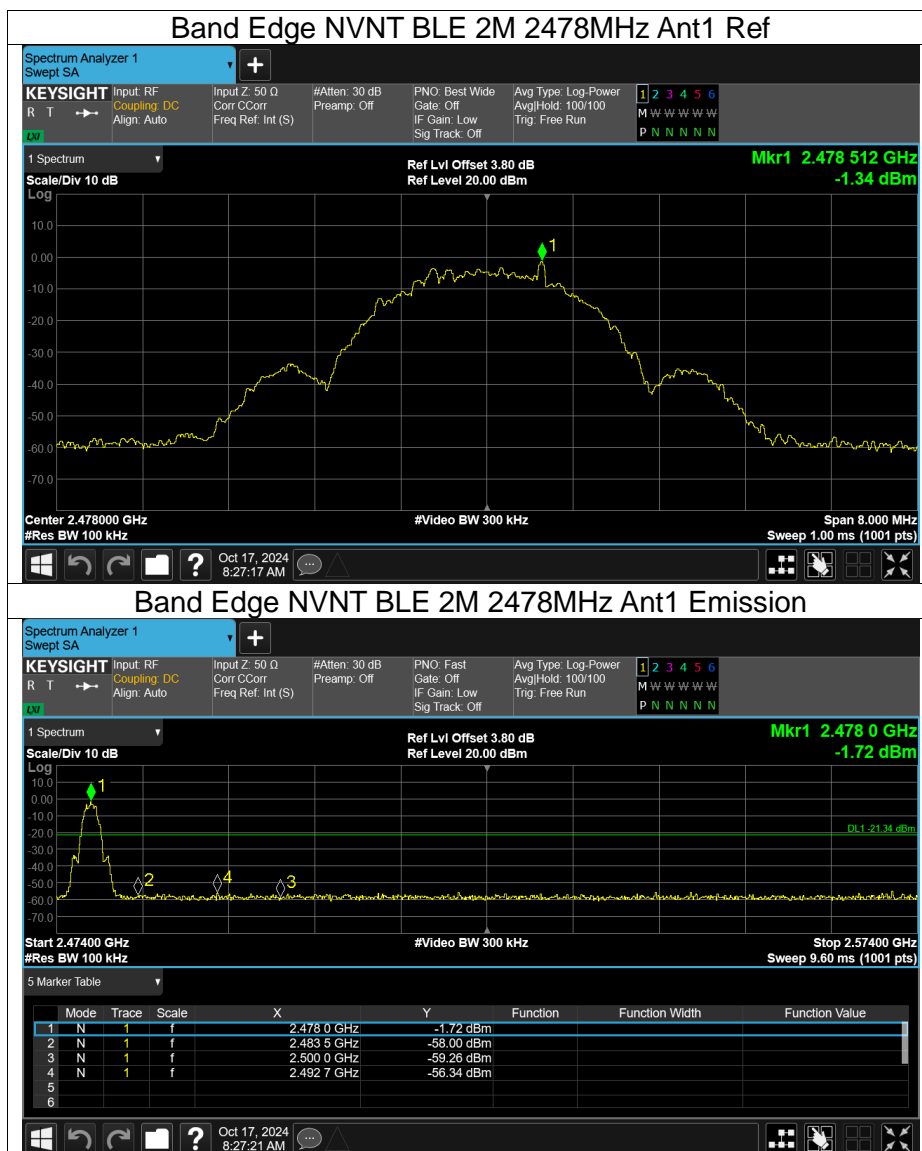 Band Edge NVNT BLE 2M 2478MHz Ant1 Ref
Spectrum Analyzer 1
Swept SA
+
KEYSIGHT Input: RF Input Z: 50 Ω #Atten: 30 dB PNO: Best Wide Avg Type: Log-Power 1 2 3 4 5 6
R T Coupling: DC Corr CCorr Preamp: Off Gate: Off Avg|Hold: 100/100 M W W W W W
Align: Auto Freq Ref: Int (S) IF Gain: Low Trig: Free Run
LXI Sig Track: Off P N N N N N
1 Spectrum Ref Lvl Offset 3.80 dB Mkr1 2.478 512 GHz
Scale/Div 10 dB Ref Level 20.00 dBm -1.34 dBm
Log
10.0
1
0.00
-10.0
-20.0
-30.0
-40.0
-50.0
-60.0
-70.0
Center 2.478000 GHz #Video BW 300 kHz Span 8.000 MHz
#Res BW 100 kHz Sweep 1.00 ms (1001 pts)
? Oct 17, 2024
8:27:17 AM
Band Edge NVNT BLE 2M 2478MHz Ant1 Emission
Spectrum Analyzer 1
Swept SA
+
KEYSIGHT Input: RF Input Z: 50 Ω #Atten: 30 dB PNO: Fast Avg Type: Log-Power 1 2 3 4 5 6
R T Coupling: DC Corr CCorr Preamp: Off Gate: Off Avg|Hold: 100/100 M W W W W W
Align: Auto Freq Ref: Int (S) IF Gain: Low Trig: Free Run
LXI Sig Track: Off P N N N N N
1 Spectrum Ref Lvl Offset 3.80 dB Mkr1 2.478 0 GHz
Scale/Div 10 dB Ref Level 20.00 dBm -1.72 dBm
Log
10.0 1
0.00
-10.0
-20.0 DL1 -21.34 dBm
-30.0
-40.0
-50.0 2 4 3
-60.0
-70.0
Start 2.47400 GHz #Video BW 300 kHz Stop 2.57400 GHz
#Res BW 100 kHz Sweep 9.60 ms (1001 pts)
5 Marker Table
Mode Trace Scale X Y Function Function Width Function Value
1 N 1 f 2.478 0 GHz -1.72 dBm
2 N 1 f 2.483 5 GHz -58.00 dBm
3 N 1 f 2.500 0 GHz -59.26 dBm
4 N 1 f 2.492 7 GHz -56.34 dBm
5
6
? Oct 17, 2024
8:27:21 AM